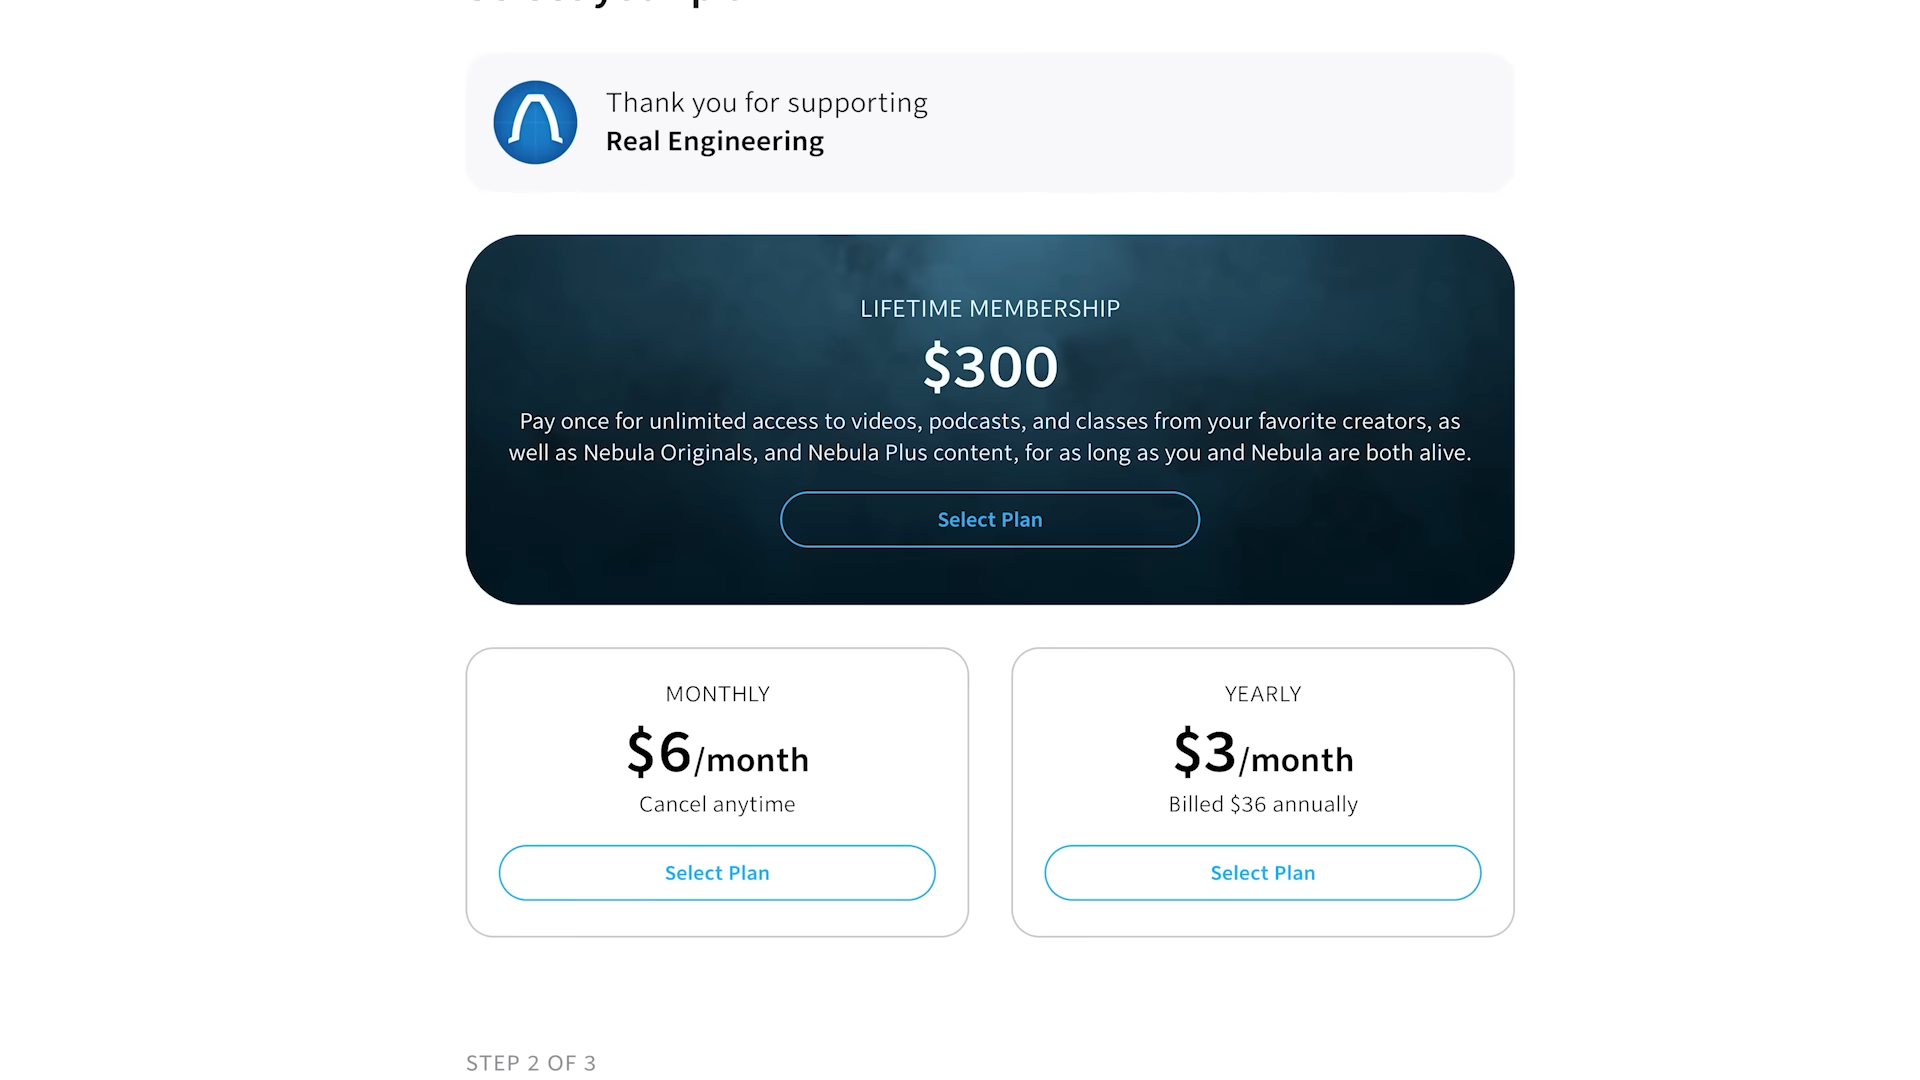 Thank you for supporting
Real Engineering
LIFETIME MEMBERSHIP
$300
Pay once for unlimited access to videos, podcasts, and classes from your favorite creators, as
well as Nebula Originals, and Nebula Plus content, for as long as you and Nebula are both alive.
Select Plan
MONTHLY
$6/month
Cancel anytime
Select Plan
YEARLY
$3/month
Billed $36 annually
Select Plan
STEP 2 OF 3